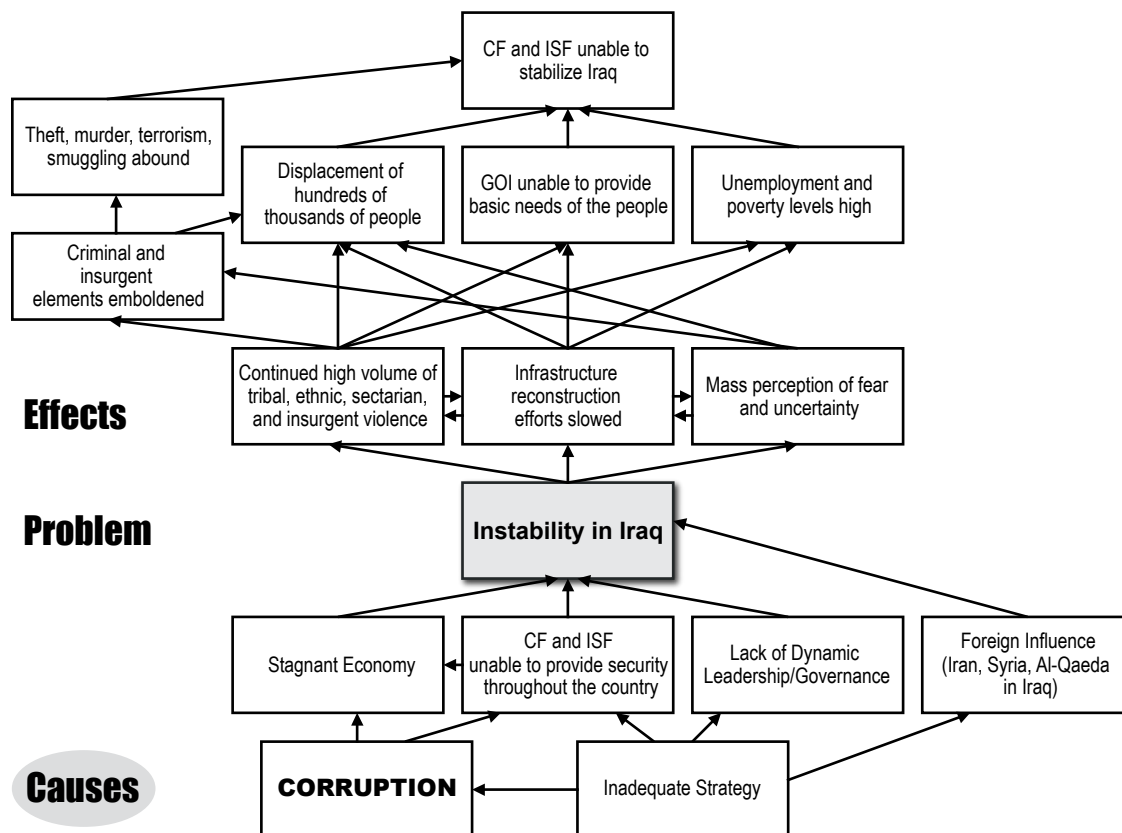 CF and ISF unable to
stabilize Iraq
Theft, murder, terrorism,
smuggling abound
Displacement of
hundreds of
thousands of people
GOI unable to provide
basic needs of the people
Unemployment and
poverty levels high
Criminal and
insurgent
elements emboldened
Effects
Continued high volume of
tribal, ethnic, sectarian,
and insurgent violence
Infrastructure
reconstruction
efforts slowed
Mass perception of fear
and uncertainty
Problem
Instability in Iraq
Stagnant Economy
CF and ISF
unable to provide security
throughout the country
Lack of Dynamic
Leadership/Governance
Foreign Influence
(Iran, Syria, Al-Qaeda
in Iraq)
Causes
CORRUPTION
Inadequate Strategy